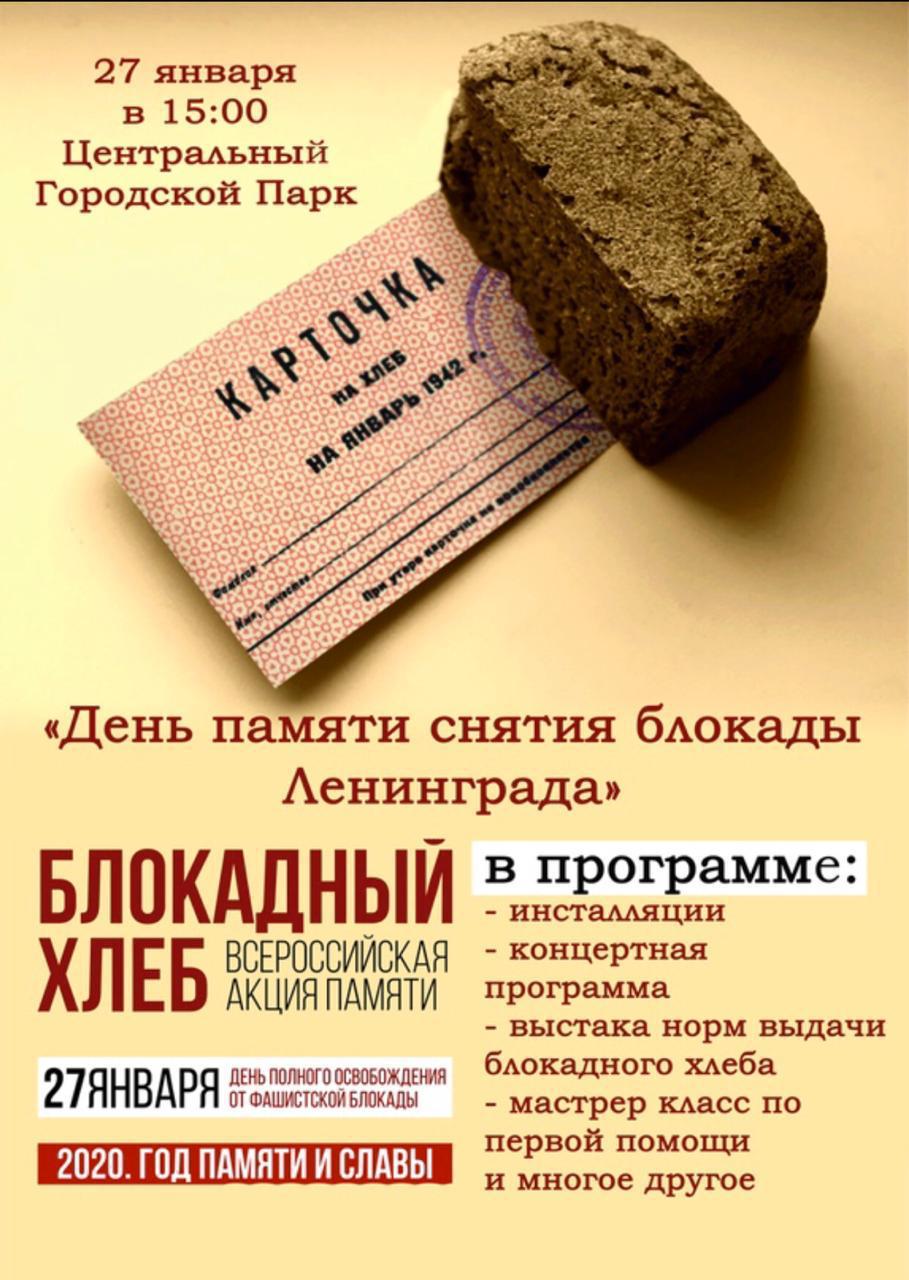 27 января
в 15:00
Центральный
Городской Парк
КАРТОЧКА
НА ХЛЕБ
НА ЯНВАРЬ 1942 г.
Фамилия
Имя, отчество
При утере карточка не возобновляется
«День памяти снятия блокады
Ленинграда»
БЛОКАДНЫЙ
ХЛЕБ
ВСЕРОССИЙСКАЯ
АКЦИЯ ПАМЯТИ
27ЯНВАРЯ
ДЕНЬ ПОЛНОГО ОСВОБОЖДЕНИЯ
ОТ ФАШИСТСКОЙ БЛОКАДЫ
2020. ГОД ПАМЯТИ И СЛАВЫ
в программе:
- инсталляции
- концертная
программа
- выстака норм выдачи
блокадного хлеба
- мастрер класс по
первой помощи
и многое другое